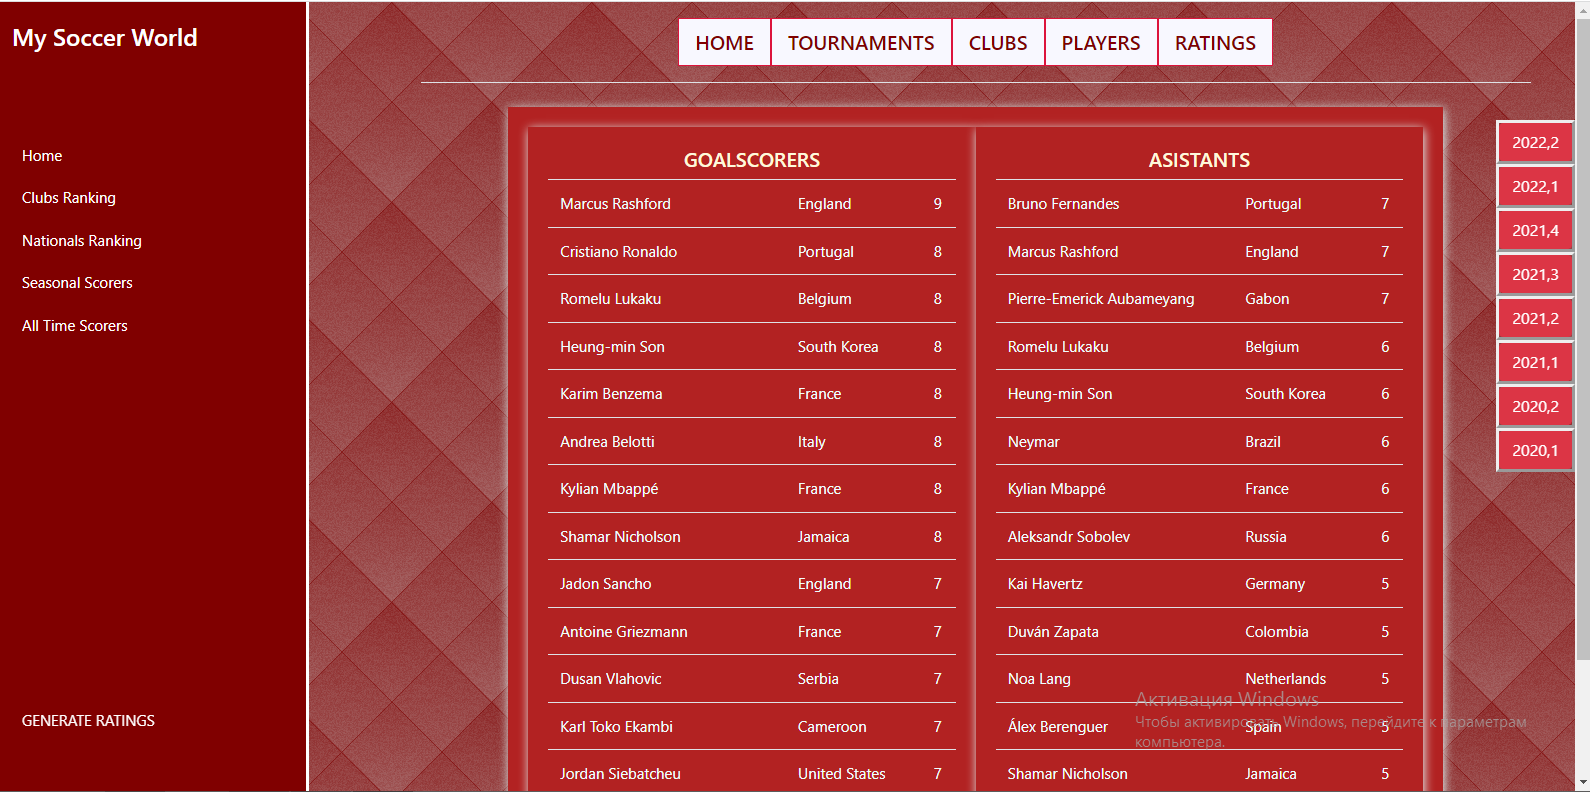 My Soccer World
Home
Clubs Ranking
Nationals Ranking
Seasonal Scorers
All Time Scorers
GENERATE RATINGS
HOME TOURNAMENTS CLUBS PLAYERS RATINGS
GOALSCORERS
Marcus Rashford England 9
Cristiano Ronaldo Portugal 8
Romelu Lukaku Belgium 8
Heung-min Son South Korea 8
Karim Benzema France 8
Andrea Belotti Italy 8
Kylian Mbappé France 8
Shamar Nicholson Jamaica 8
Jadon Sancho England 7
Antoine Griezmann France 7
Dusan Vlahovic Serbia 7
Karl Toko Ekambi Cameroon 7
Jordan Siebatcheu United States 7
ASISTANTS
Bruno Fernandes Portugal 7
Marcus Rashford England 7
Pierre-Emerick Aubameyang Gabon 7
Romelu Lukaku Belgium 6
Heung-min Son South Korea 6
Neymar Brazil 6
Kylian Mbappé France 6
Aleksandr Sobolev Russia 6
Kai Havertz Germany 5
Duván Zapata Colombia 5
Noa Lang Netherlands 5
Álex Berenguer Spain 5
Shamar Nicholson Jamaica 5
2022,2
2022,1
2021,4
2021,3
2021,2
2021,1
2020,2
2020,1
Активация Windows
Чтобы активировать Windows, перейдите к параметрам
компьютера.